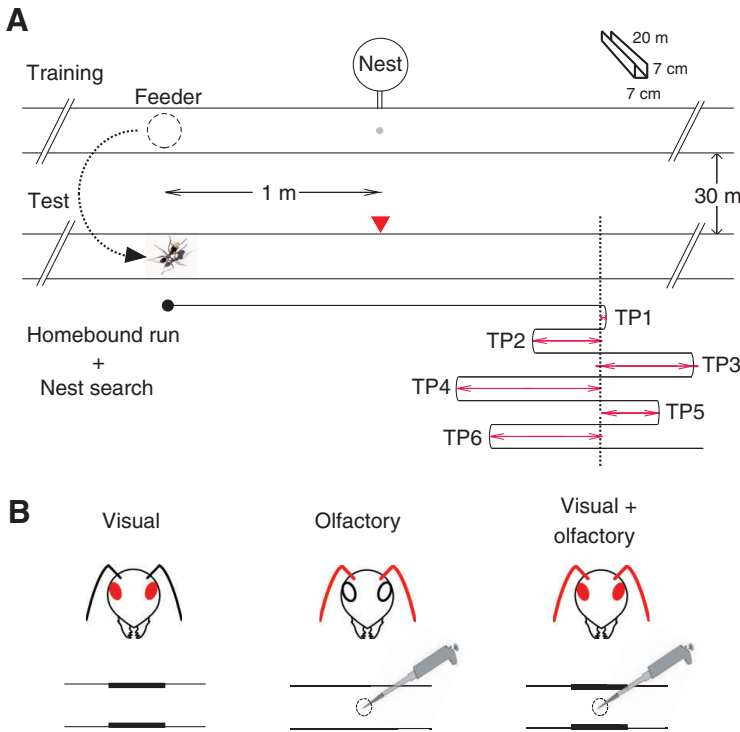 A
Training
Nest
Feeder
20 m
7 cm
7 cm
1 m
Test
30 m
Homebound run
+
Nest search
TP1
TP2
TP3
TP4
TP5
TP6
B
Visual
Olfactory
Visual +
olfactory